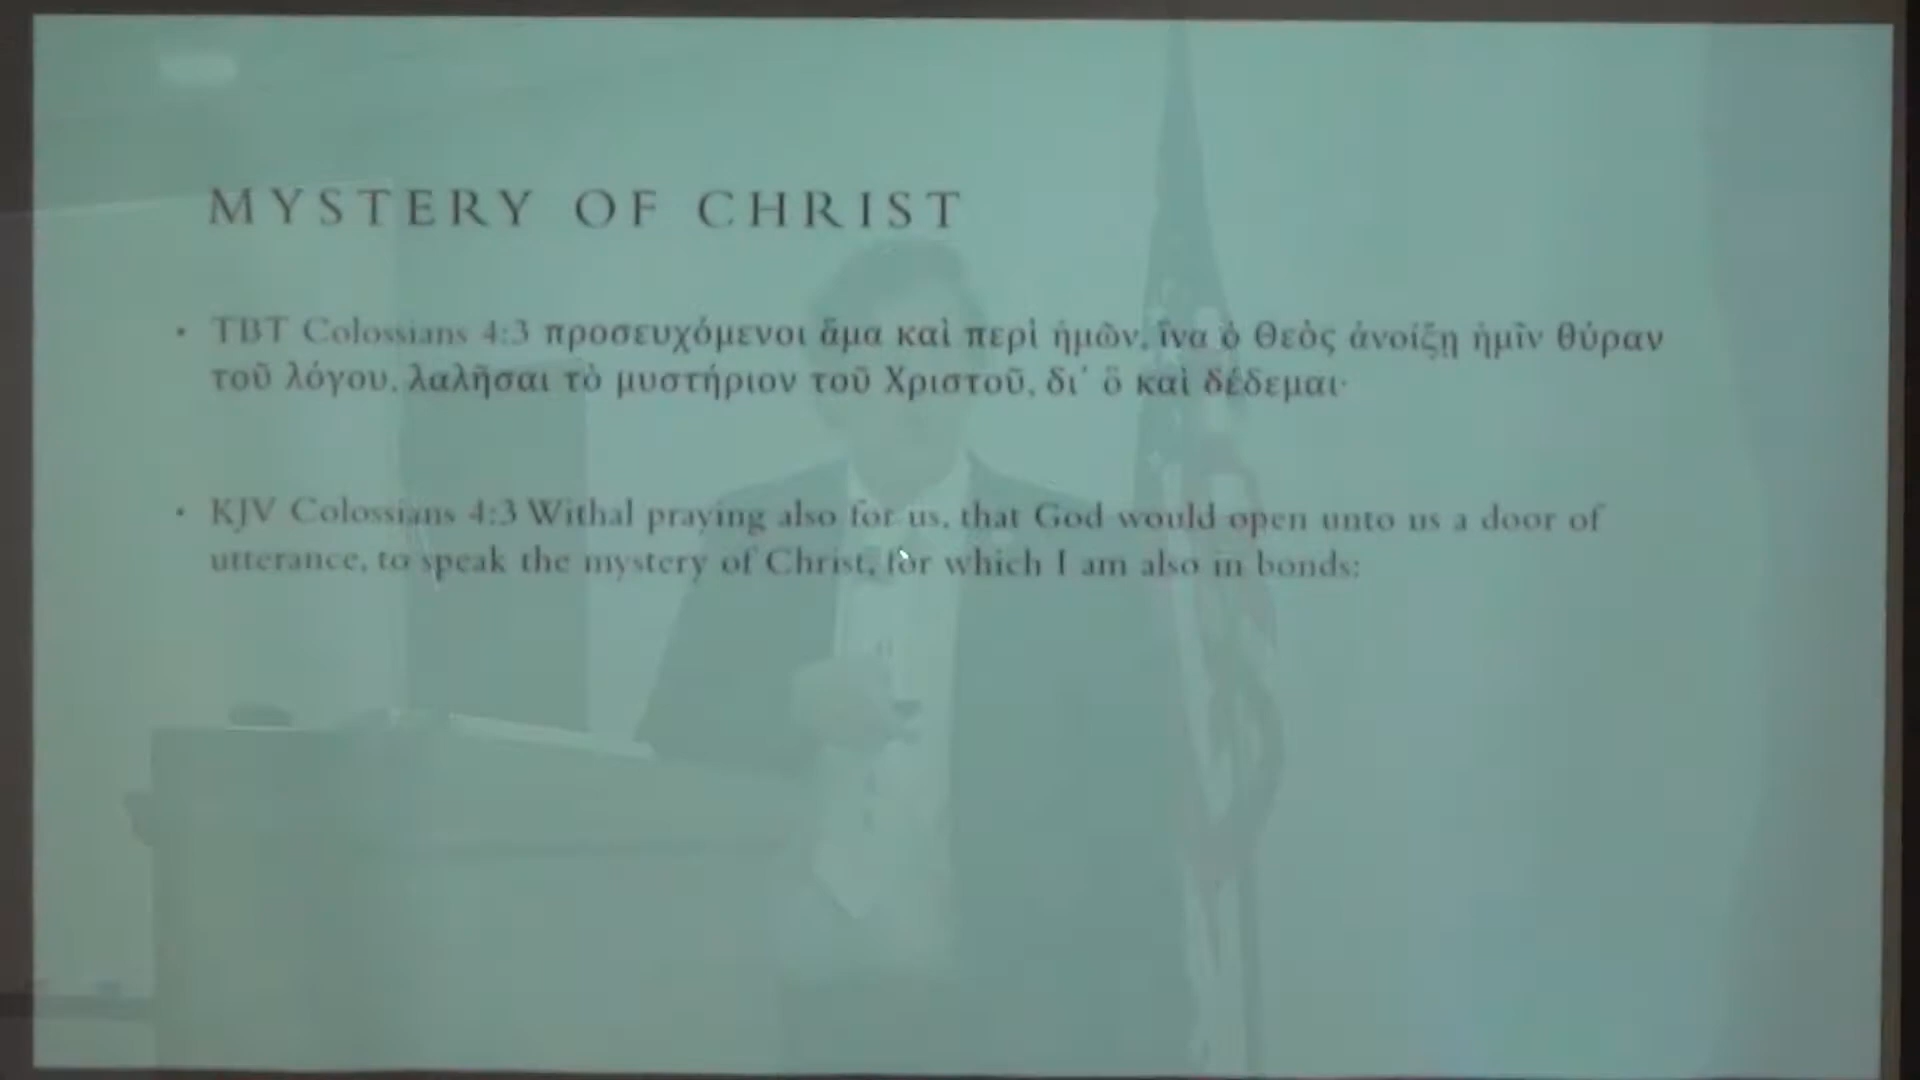 MYSTERY OF CHRIST
• TBT Colossians 4:3 προσευχόμενοι ἅμα καὶ περὶ ἡμῶν, ἵνα ὁ Θεὸς ἀνοίξῃ ἡμῖν θύραν
τοῦ λόγου, λαλῆσαι τὸ μυστήριον τοῦ Χριστοῦ, δι᾽ ὃ καὶ δέδεμαι·
• KJV Colossians 4:3 Withal praying also for us, that God would open unto us a door of
utterance, to speak the mystery of Christ, for which I am also in bonds: